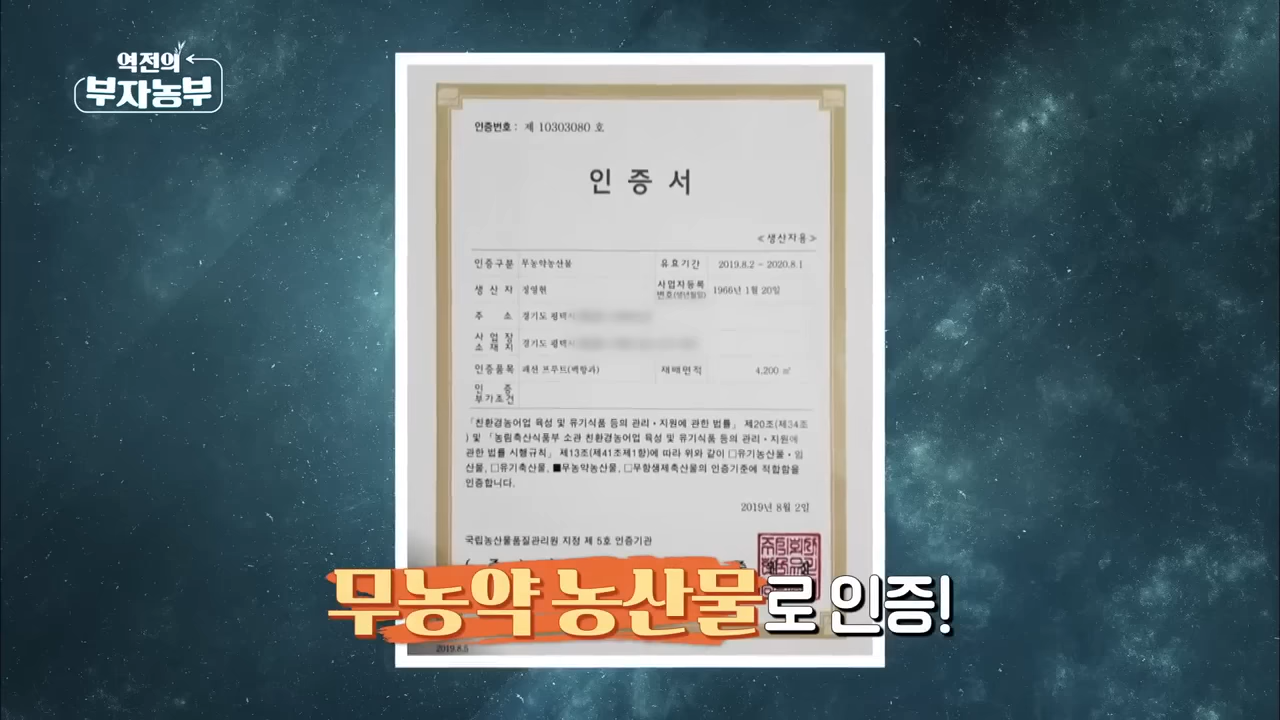 역전의
부자농부
인증번호 : 제 10303080 호
인 증 서
<생산자용>
인증구분 무농약농산물 유효기간 2019.8.2 ~ 2020.8.1
생 산 자 사업자등록 번호(생년월일) 1966년 1월 20일
주 소 경기도 평택시
사 업 장 소 재 지 경기도 평택시
인증품목 패션 프루트(백향과) 재배면적 4,200 ㎡
인 증 부가조건
「친환경농어업 육성 및 유기식품 등의 관리·지원에 관한 법률」 제20조(제34조
) 및 「농림축산식품부 소관 친환경농어업 육성 및 유기식품 등의 관리·지원에
관한 법률 시행규칙」 제13조(제41조제1항)에 따라 위와 같이 □유기농산물·임
산물, □유기축산물, ■무농약농산물, □무항생제축산물의 인증기준에 적합함을
인증합니다.
2019년 8월 2일
국립농산물품질관리원 지정 제 5호 인증기관
무농약 농산물로 인증!
2019.8.5